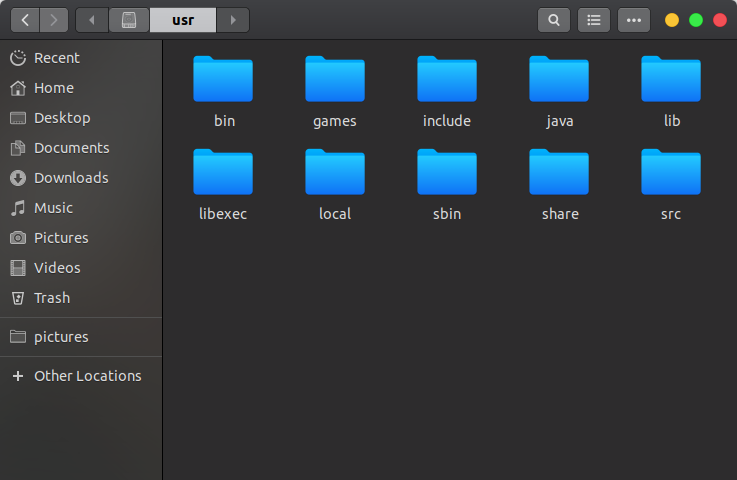 usr
Recent
Home
Desktop
Documents
Downloads
Music
Pictures
Videos
Trash
pictures
Other Locations
bin games include java lib
libexec local sbin share src